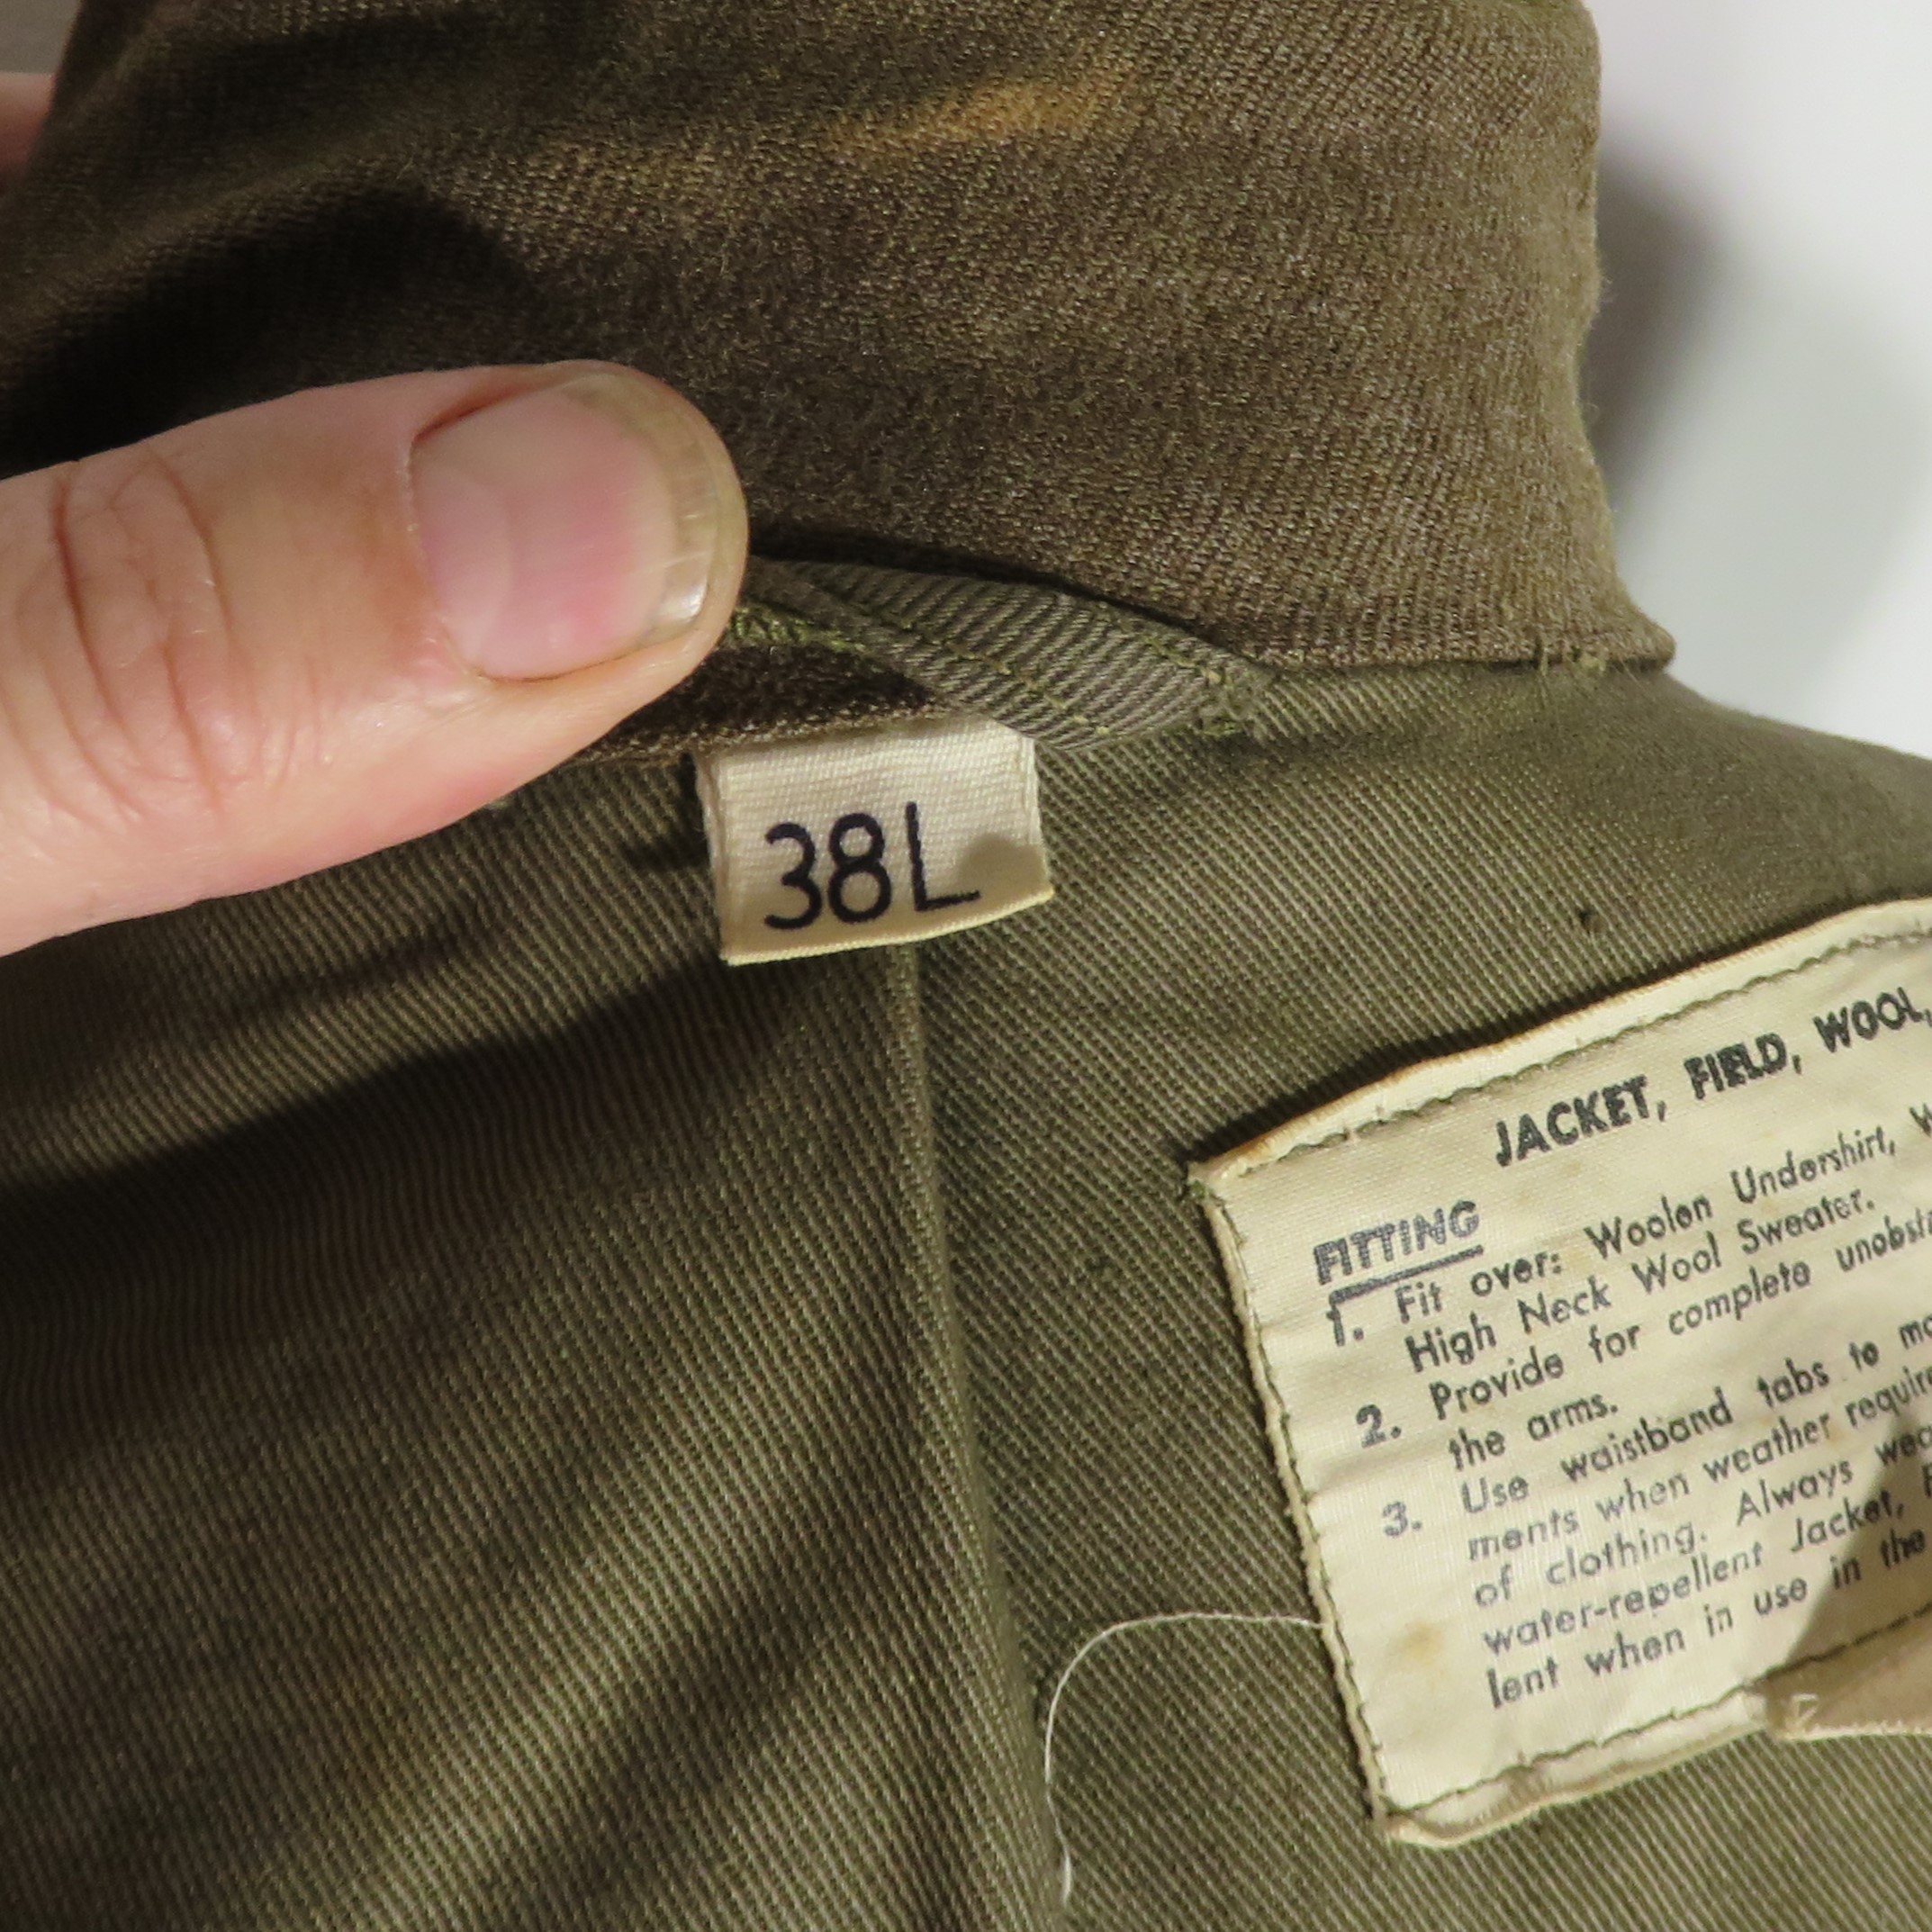 38L
JACKET, FIELD, WOOL,
FITTING
1. Fit over: Woolen Undershirt,
High Neck Wool Sweater.
2. Provide for complete
the arms.
3. Use waistband tabs to
ments when weather
of clothing. Always
water-repellent Jacket,
lent when in use in the